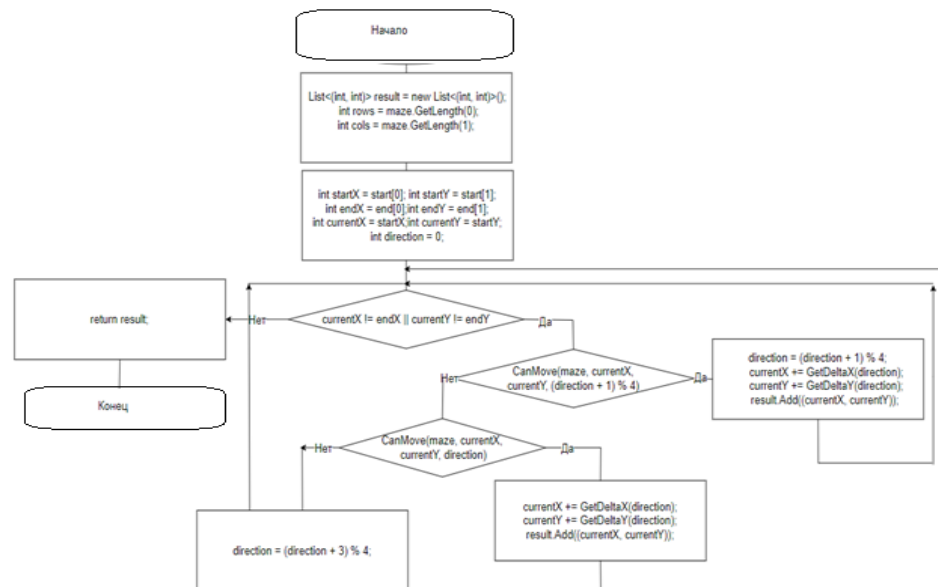 Начало
List<(int, int)> result = new List<(int, int)>();
int rows = maze.GetLength(0);
int cols = maze.GetLength(1);
int startX = start[0]; int startY = start[1];
int endX = end[0];int endY = end[1];
int currentX = startX;int currentY = startY;
int direction = 0;
return result;
Нет
currentX != endX || currentY != endY
Да
Конец
Нет
CanMove(maze, currentX,
currentY, (direction + 1) % 4)
Да
direction = (direction + 1) % 4;
currentX += GetDeltaX(direction);
currentY += GetDeltaY(direction);
result.Add((currentX, currentY));
Нет
CanMove(maze, currentX,
currentY, direction)
Да
direction = (direction + 3) % 4;
currentX += GetDeltaX(direction);
currentY += GetDeltaY(direction);
result.Add((currentX, currentY));